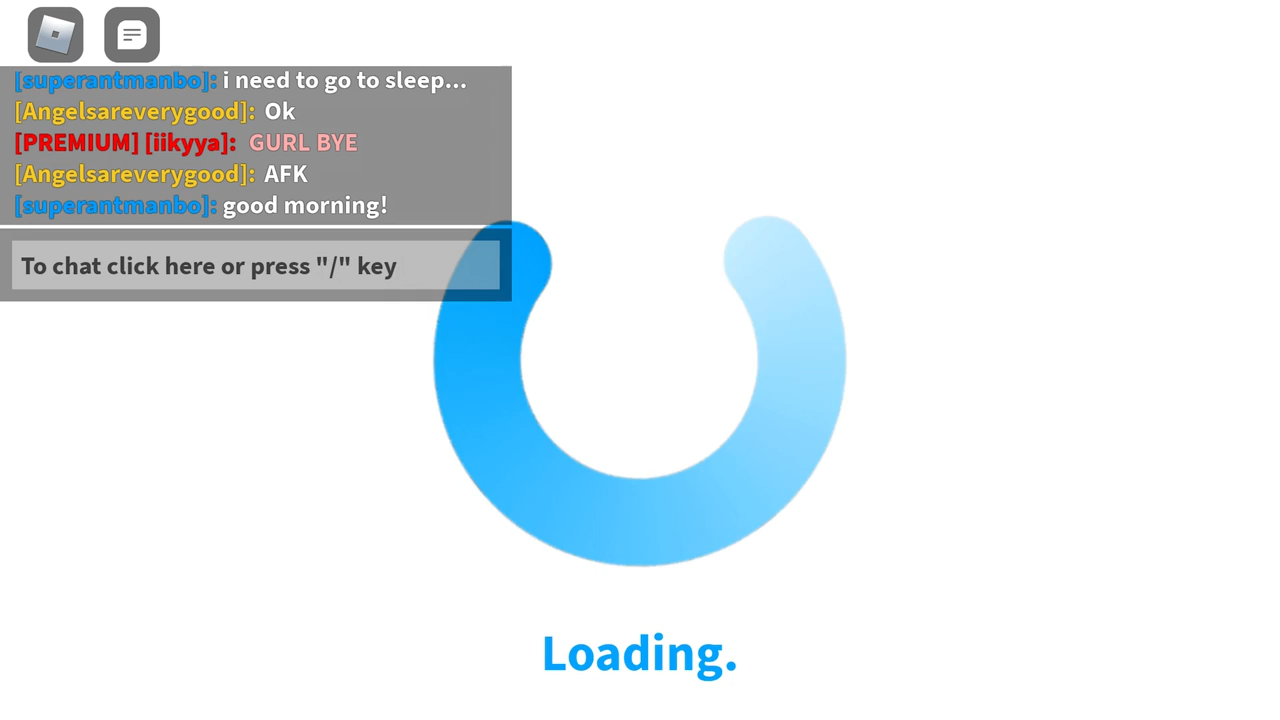 [superantmanbo]: i need to go to sleep...
[Angelsareverygood]: Ok
[PREMIUM] [iikyya]: GURL BYE
[Angelsareverygood]: AFK
[superantmanbo]: good morning!
To chat click here or press "/" key
Loading.